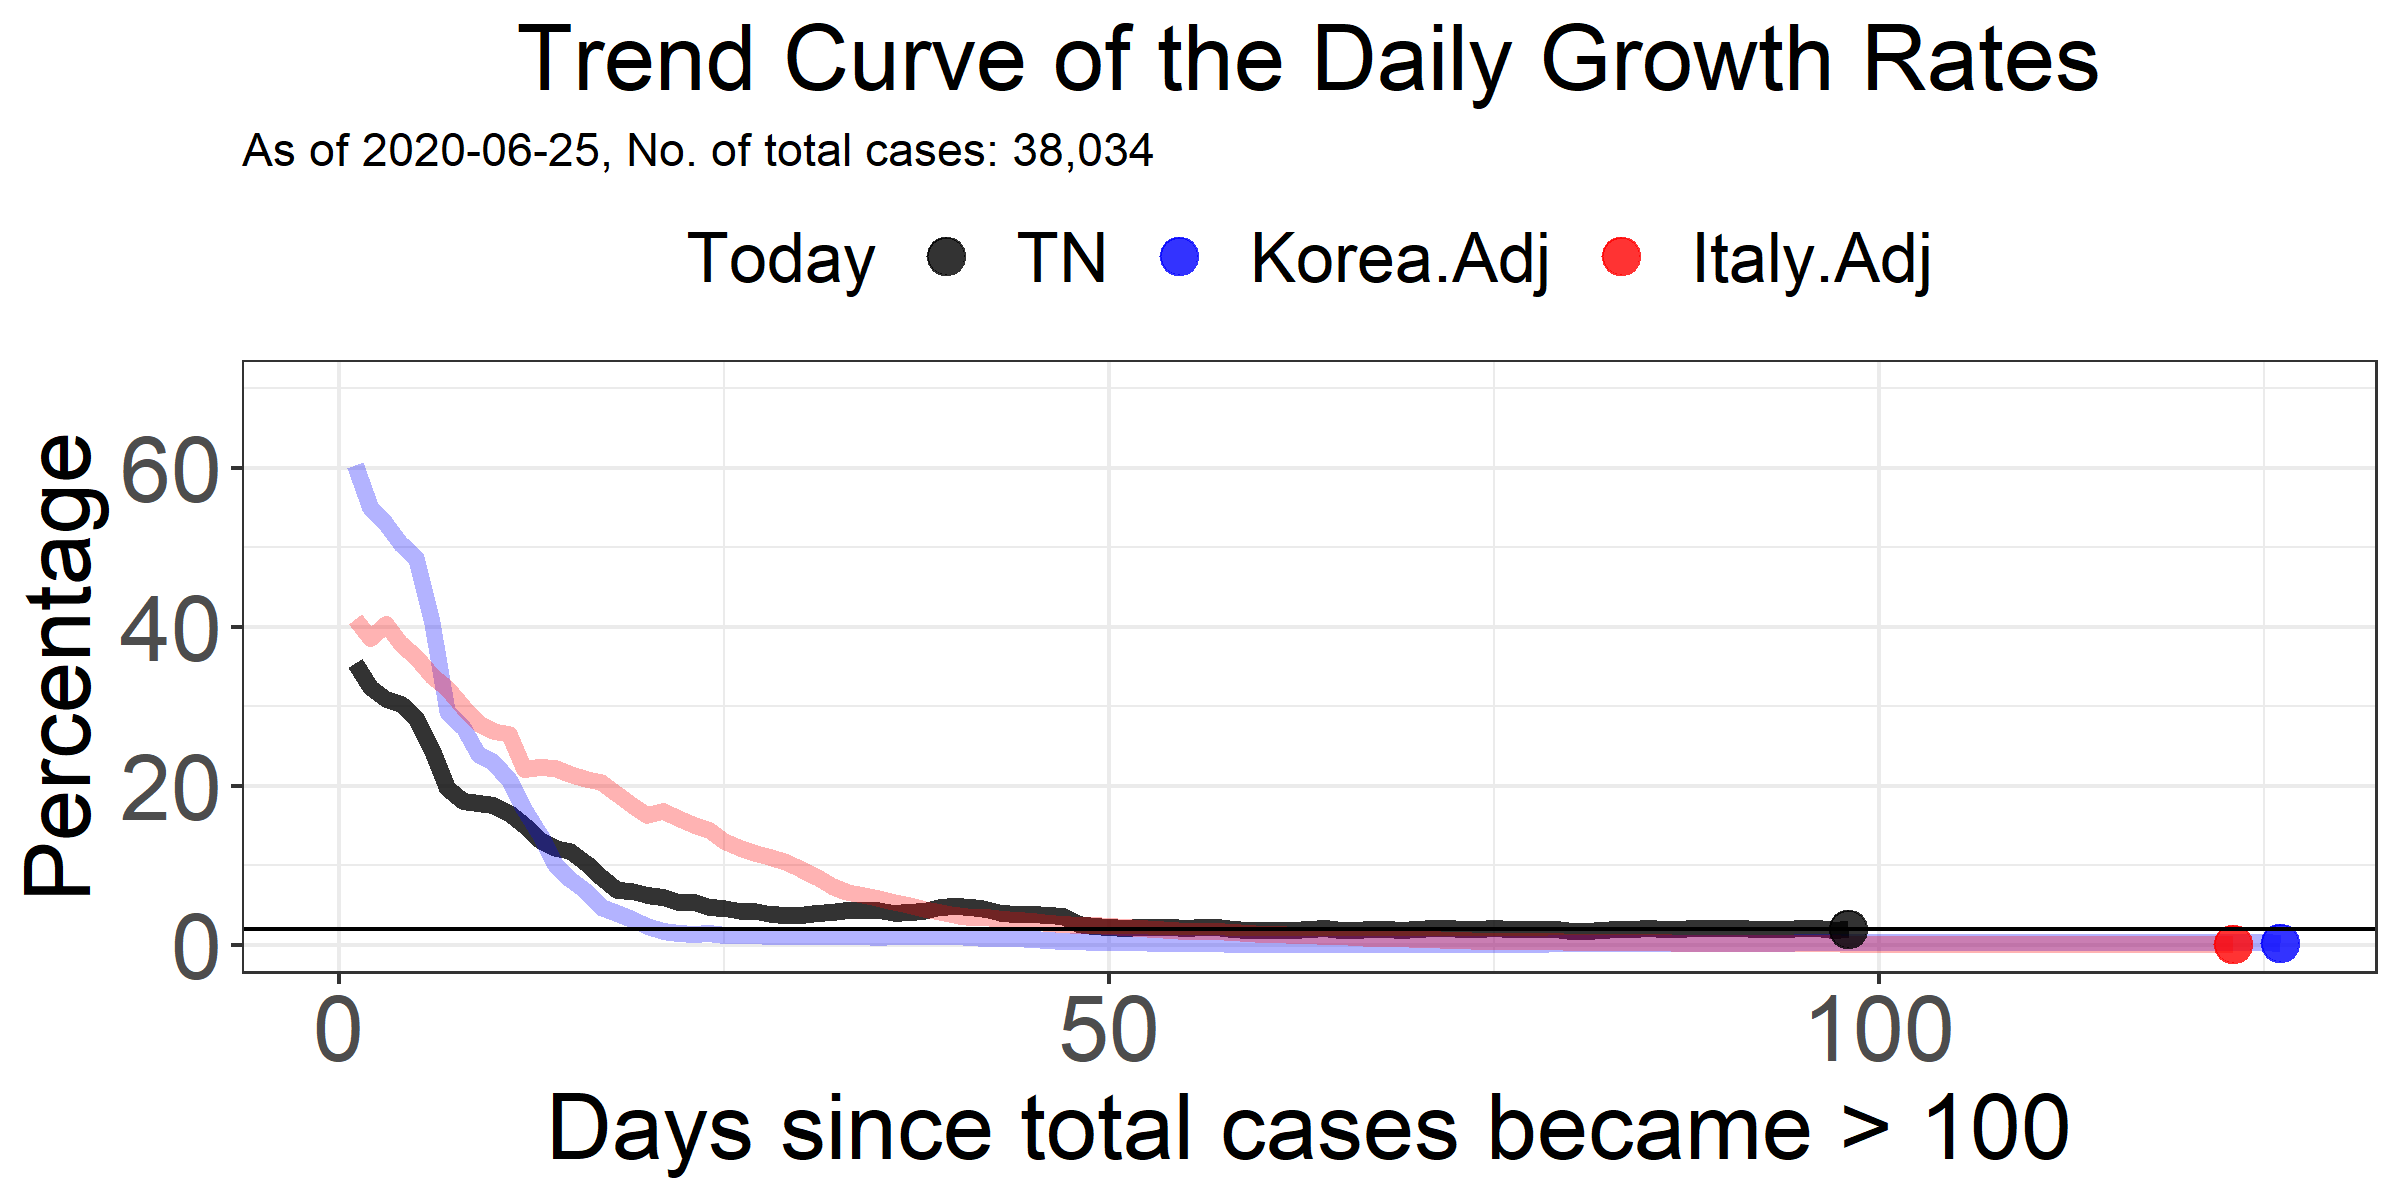 Trend Curve of the Daily Growth Rates
As of 2020-06-25, No. of total cases: 38,034
Today TN Korea.Adj Italy.Adj
Percentage
60
40
20
0
0 50 100
Days since total cases became > 100